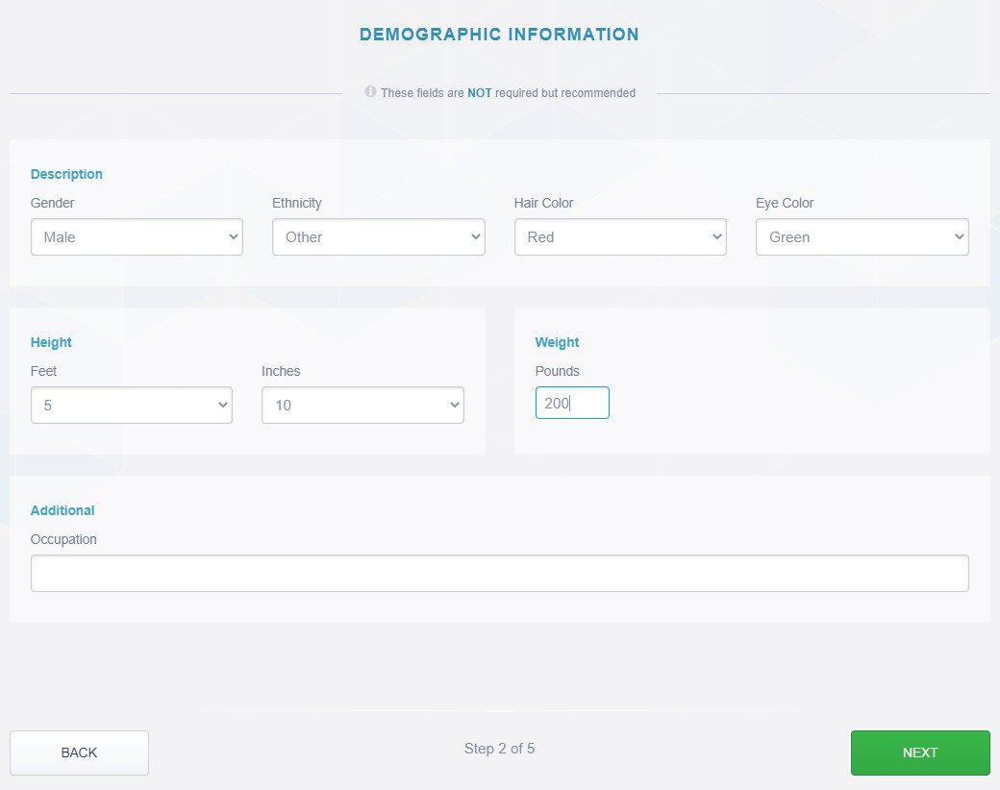 DEMOGRAPHIC INFORMATION
These fields are NOT required but recommended
Description
Gender Ethnicity Hair Color Eye Color
Male Other Red Green
Height Weight
Feet Inches Pounds
5 10 200
Additional
Occupation
BACK Step 2 of 5 NEXT